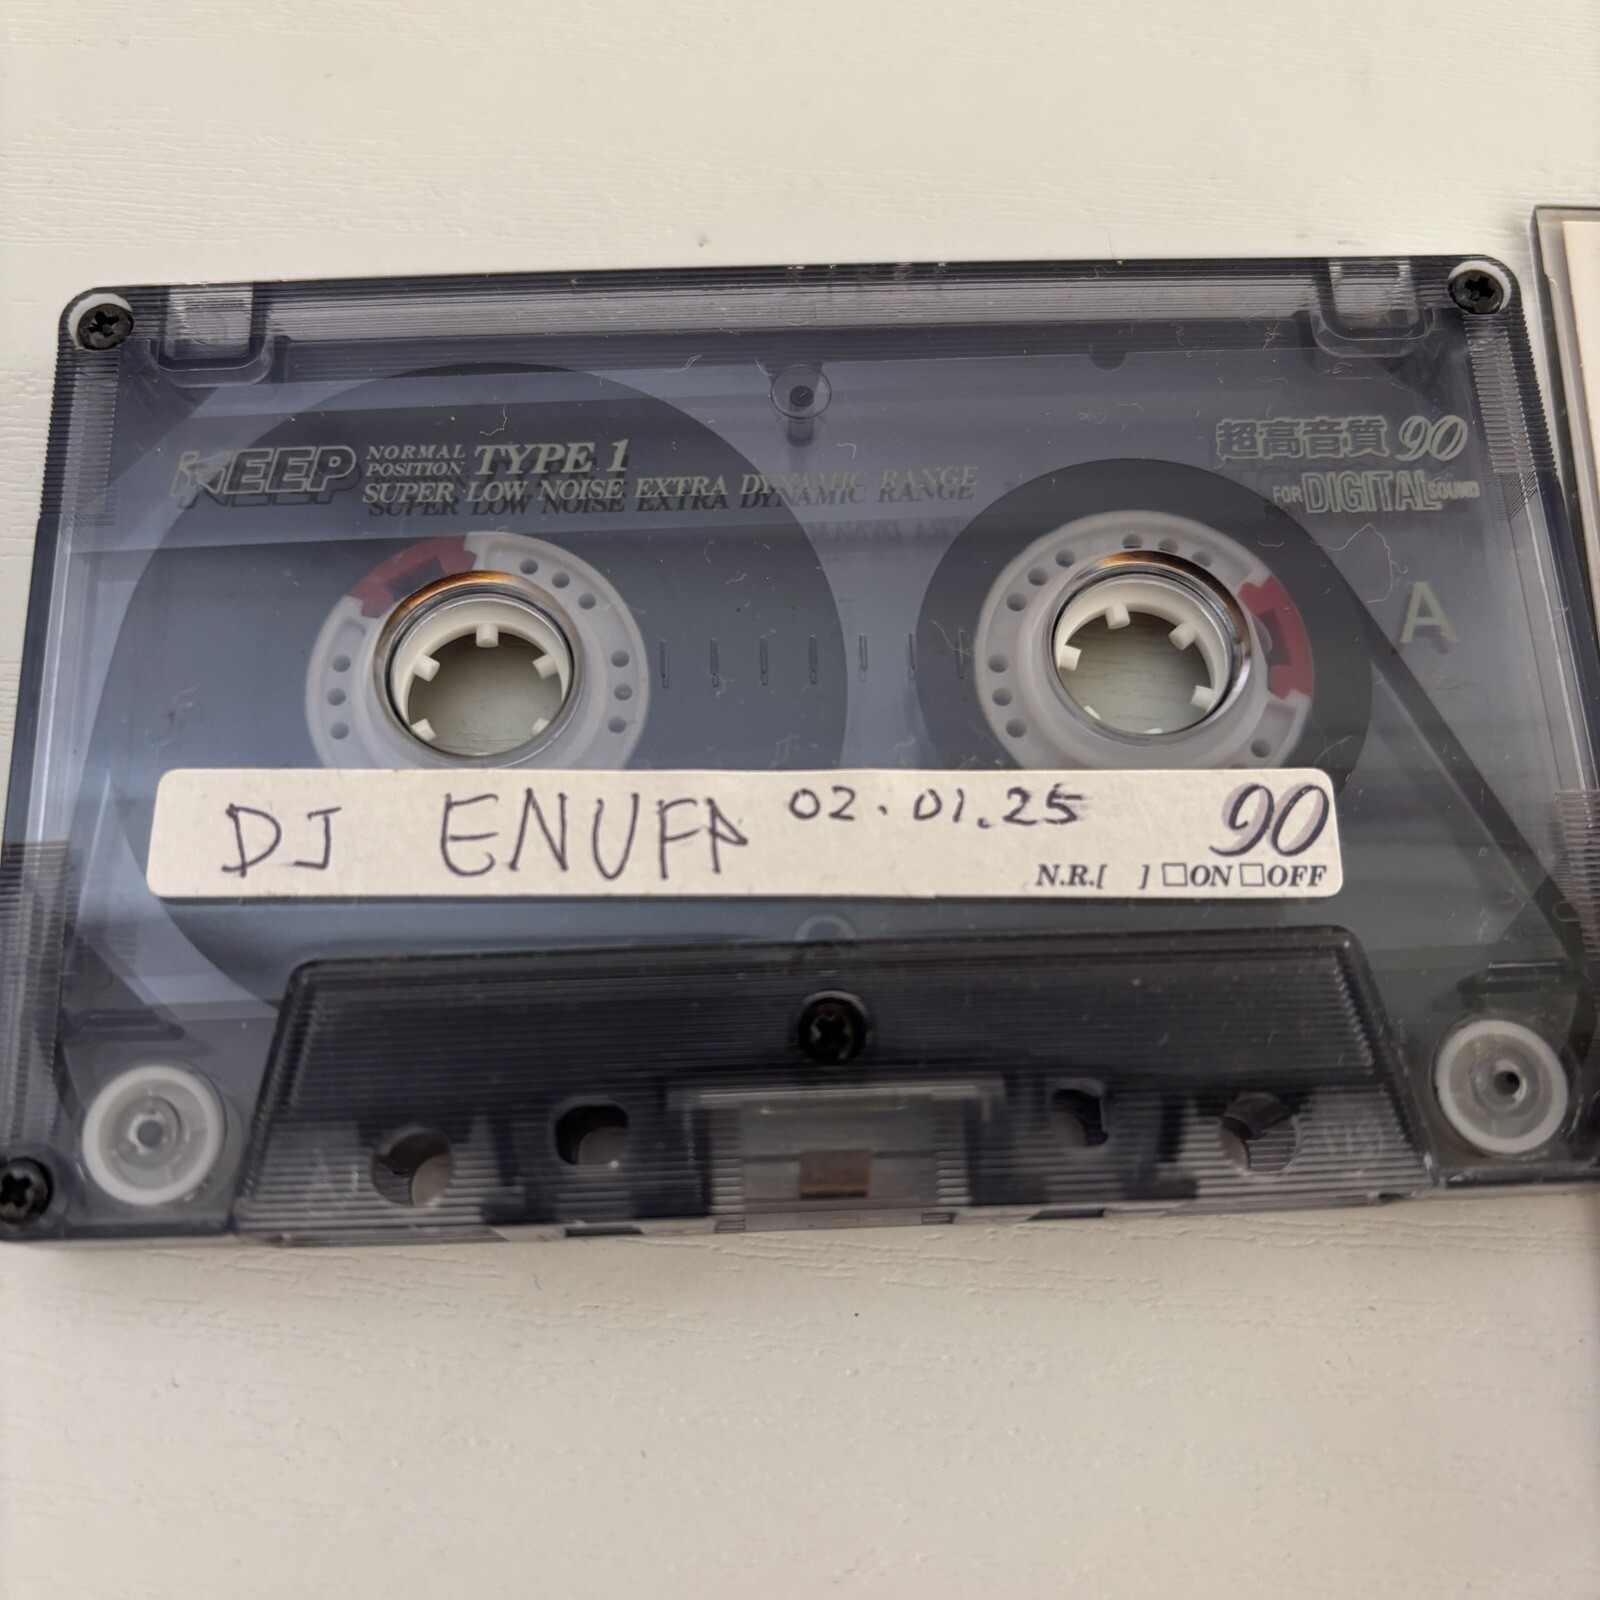 KEEP NORMAL POSITION TYPE 1
SUPER LOW NOISE EXTRA DYNAMIC RANGE
超高音質 90
FOR DIGITAL SOUND
A
DJ ENUFF 02.01.25 90
N.R.[ ] □ON □OFF